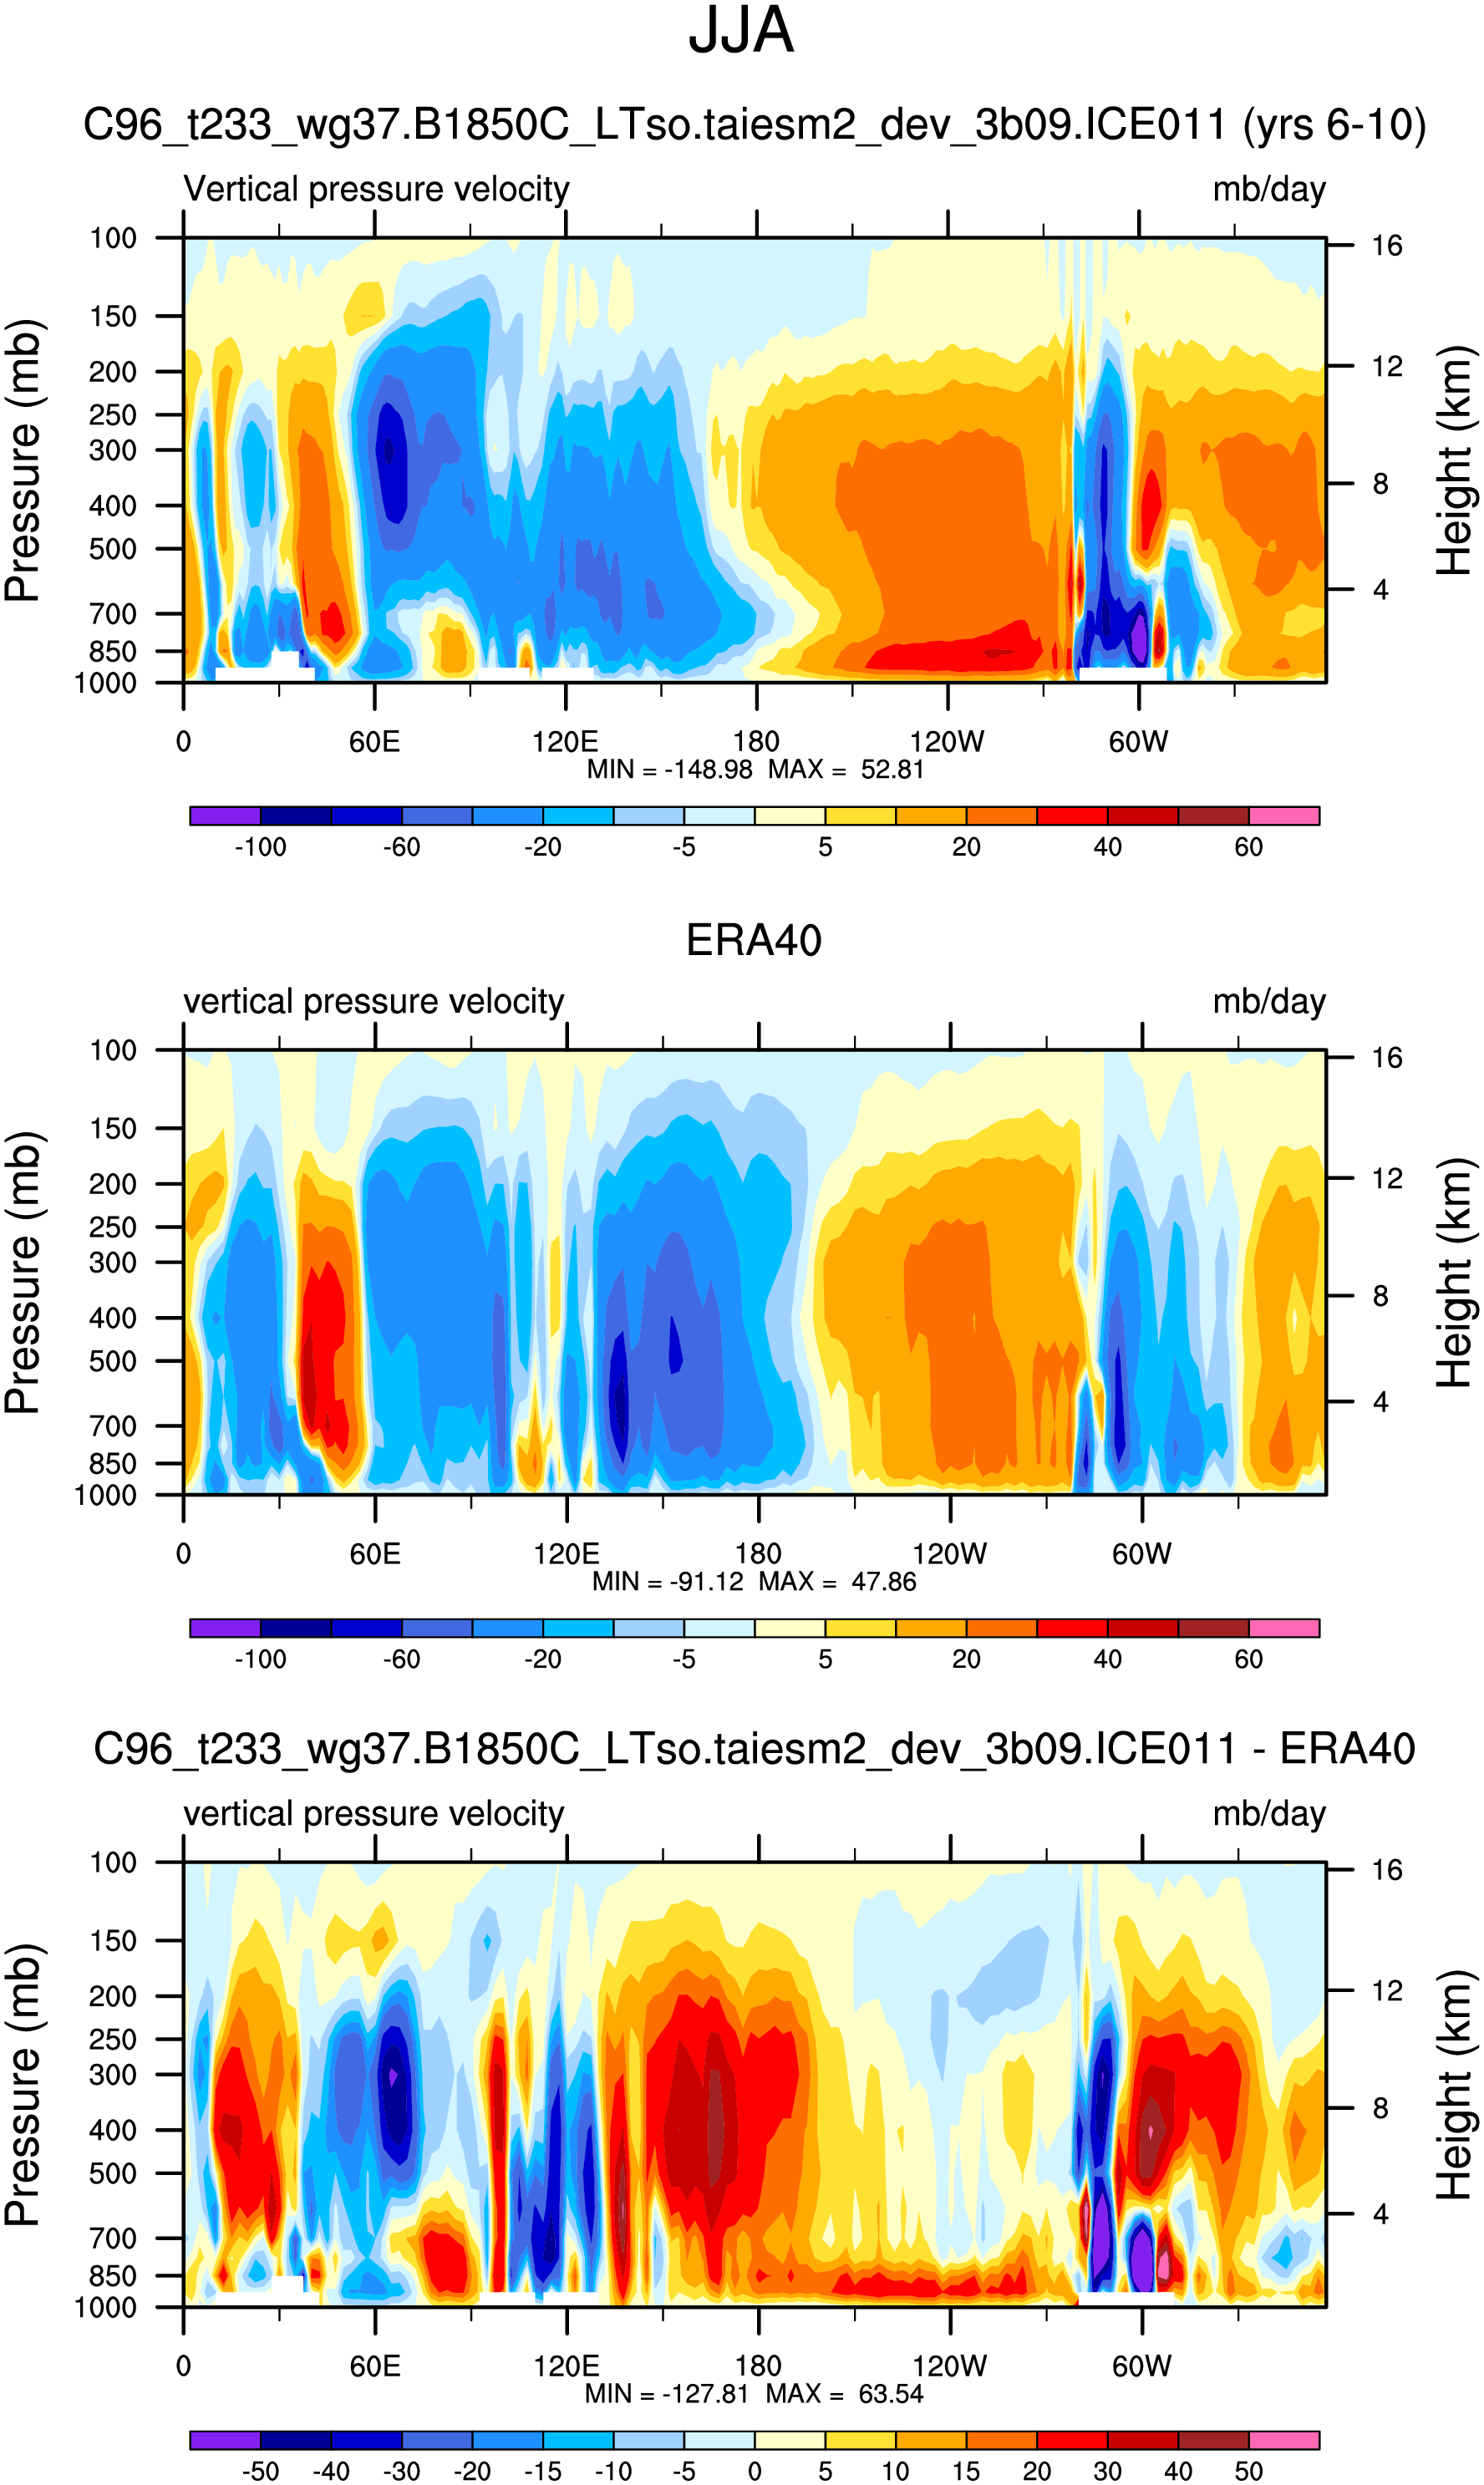 JJA
C96_t233_wg37.B1850C_LTso.taiesm2_dev_3b09.ICE011 (yrs 6-10)
Vertical pressure velocity mb/day
Pressure (mb)
100
150
200
250
300
400
500
700
850
1000
16
12
8
4
Height (km)
0 60E 120E 180 120W 60W
MIN = -148.98 MAX = 52.81
-100 -60 -20 -5 5 20 40 60
ERA40
vertical pressure velocity mb/day
Pressure (mb)
100
150
200
250
300
400
500
700
850
1000
16
12
8
4
Height (km)
0 60E 120E 180 120W 60W
MIN = -91.12 MAX = 47.86
-100 -60 -20 -5 5 20 40 60
C96_t233_wg37.B1850C_LTso.taiesm2_dev_3b09.ICE011 - ERA40
vertical pressure velocity mb/day
Pressure (mb)
100
150
200
250
300
400
500
700
850
1000
16
12
8
4
Height (km)
0 60E 120E 180 120W 60W
MIN = -127.81 MAX = 63.54
-50 -40 -30 -20 -15 -10 -5 0 5 10 15 20 30 40 50